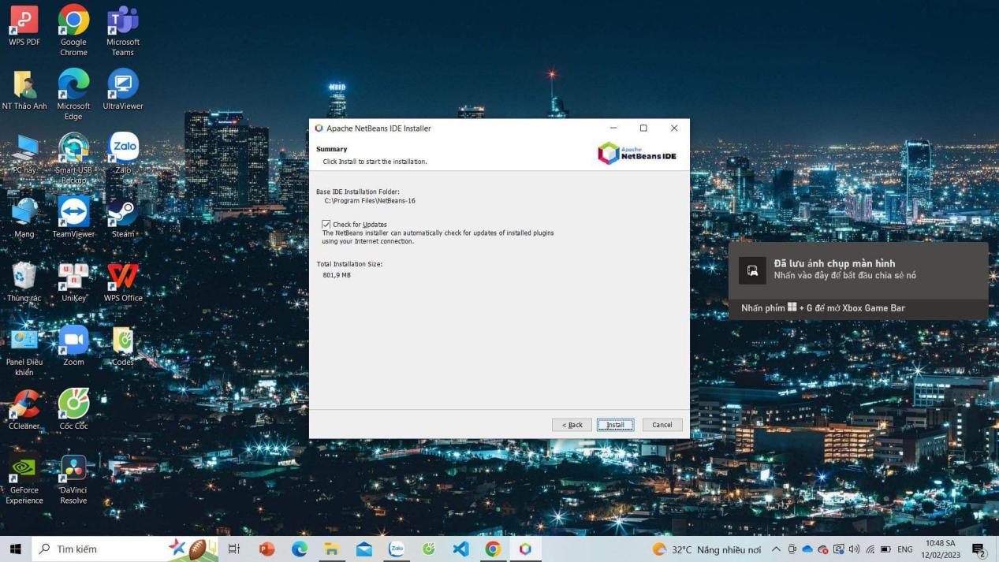 WPS PDF
Google
Chrome
Microsoft
Teams
NT Thảo Anh
Microsoft
Edge
UltraViewer
PC này
Smart USB
Backup
Zalo
Zalo
Mạng
TeamViewer
Steam
Thùng rác
UniKey
WPS Office
Panel Điều
khiển
Zoom
Codes
CCleaner
Cốc Cốc
GeForce
Experience
DaVinci
Resolve
Apache NetBeans IDE Installer
Summary
Click Install to start the installation.
Apache
NetBeans IDE
Base IDE Installation Folder:
C:\Program Files\NetBeans-16
Check for Updates
The NetBeans installer can automatically check for updates of installed plugins
using your Internet connection.
Total Installation Size:
801,9 MB
< Back
Install
Cancel
Đã lưu ảnh chụp màn hình
Nhấn vào đây để bắt đầu chia sẻ nó
Nhấn phím + G để mở Xbox Game Bar
Tìm kiếm
Zalo
32°C Nắng nhiều nơi
ENG
10:48 SA
12/02/2023
2